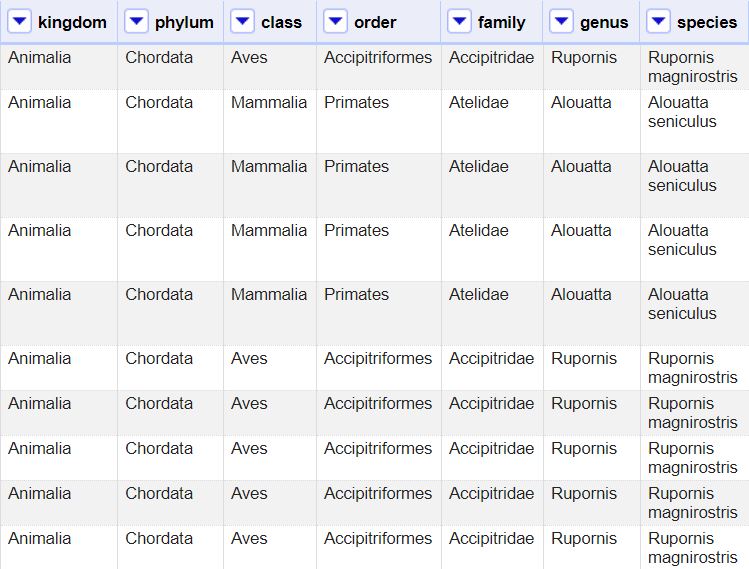 kingdom phylum class order family genus species
Animalia Chordata Aves Accipitriformes Accipitridae Rupornis Rupornis
magnirostris
Animalia Chordata Mammalia Primates Atelidae Alouatta Alouatta
seniculus
Animalia Chordata Mammalia Primates Atelidae Alouatta Alouatta
seniculus
Animalia Chordata Mammalia Primates Atelidae Alouatta Alouatta
seniculus
Animalia Chordata Mammalia Primates Atelidae Alouatta Alouatta
seniculus
Animalia Chordata Aves Accipitriformes Accipitridae Rupornis Rupornis
magnirostris
Animalia Chordata Aves Accipitriformes Accipitridae Rupornis Rupornis
magnirostris
Animalia Chordata Aves Accipitriformes Accipitridae Rupornis Rupornis
magnirostris
Animalia Chordata Aves Accipitriformes Accipitridae Rupornis Rupornis
magnirostris
Animalia Chordata Aves Accipitriformes Accipitridae Rupornis Rupornis
magnirostris